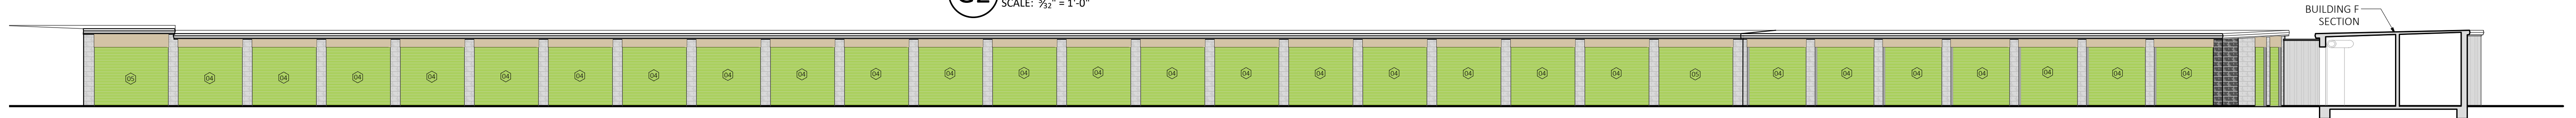 SCALE: 3/32" = 1'-0"
BUILDING F
SECTION
05 04 04 04 04 04 04 04 04 04 04 04 04 04 04 04 04 04 04 04 04 05 04 04 04 04 04 04 04